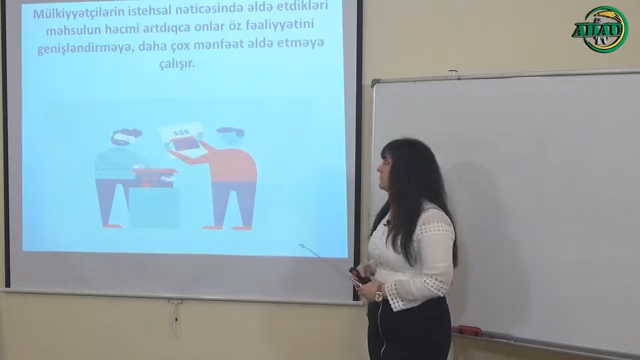 Mülkiyyətçilərin istehsal nəticəsində əldə etdikləri
məhsulun həcmi artdıqca onlar öz fəaliyyətini
genişləndirməyə, daha çox mənfəət əldə etməyə
çalışır.
ADAU